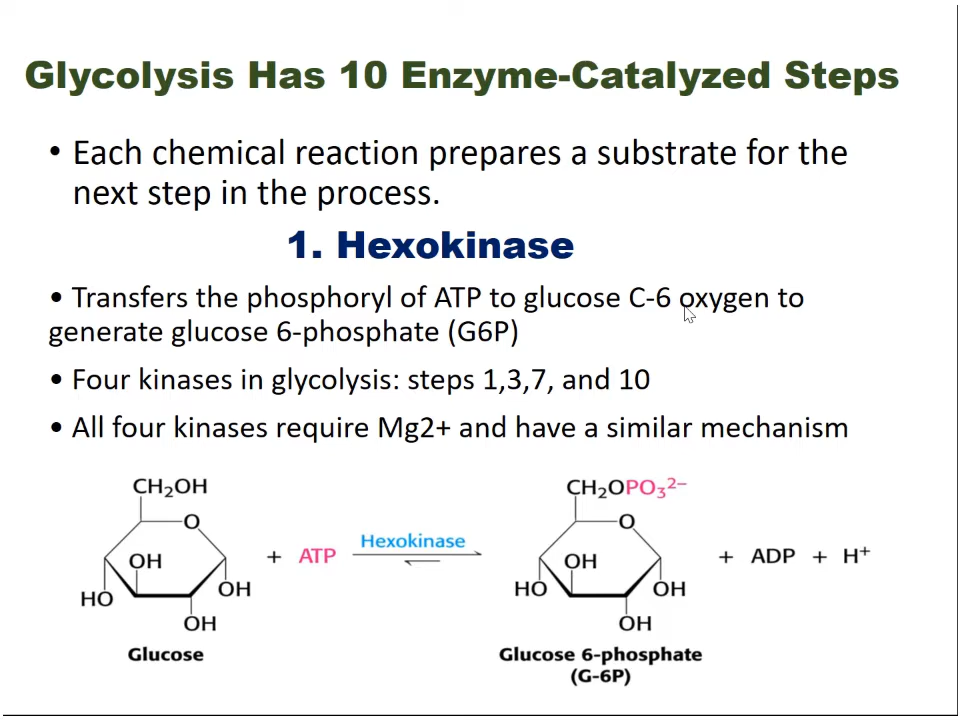 Glycolysis Has 10 Enzyme-Catalyzed Steps
• Each chemical reaction prepares a substrate for the
next step in the process.
1. Hexokinase
• Transfers the phosphoryl of ATP to glucose C-6 oxygen to
generate glucose 6-phosphate (G6P)
• Four kinases in glycolysis: steps 1,3,7, and 10
• All four kinases require Mg2+ and have a similar mechanism
CH₂OH
O
OH
HO
OH
OH
Glucose
+ ATP
Hexokinase
CH₂OPO₃²⁻
O
OH
HO
OH
OH
Glucose 6-phosphate
(G-6P)
+ ADP + H⁺